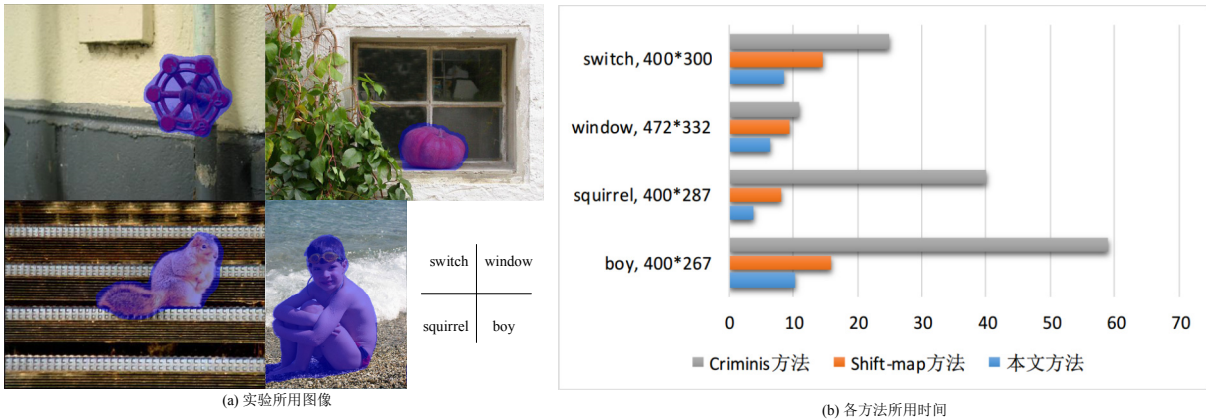 switch window
squirrel boy
(a) 实验所用图像
switch, 400*300
window, 472*332
squirrel, 400*287
boy, 400*267
0 10 20 30 40 50 60 70
Criminis方法 Shift-map方法 本文方法
(b) 各方法所用时间